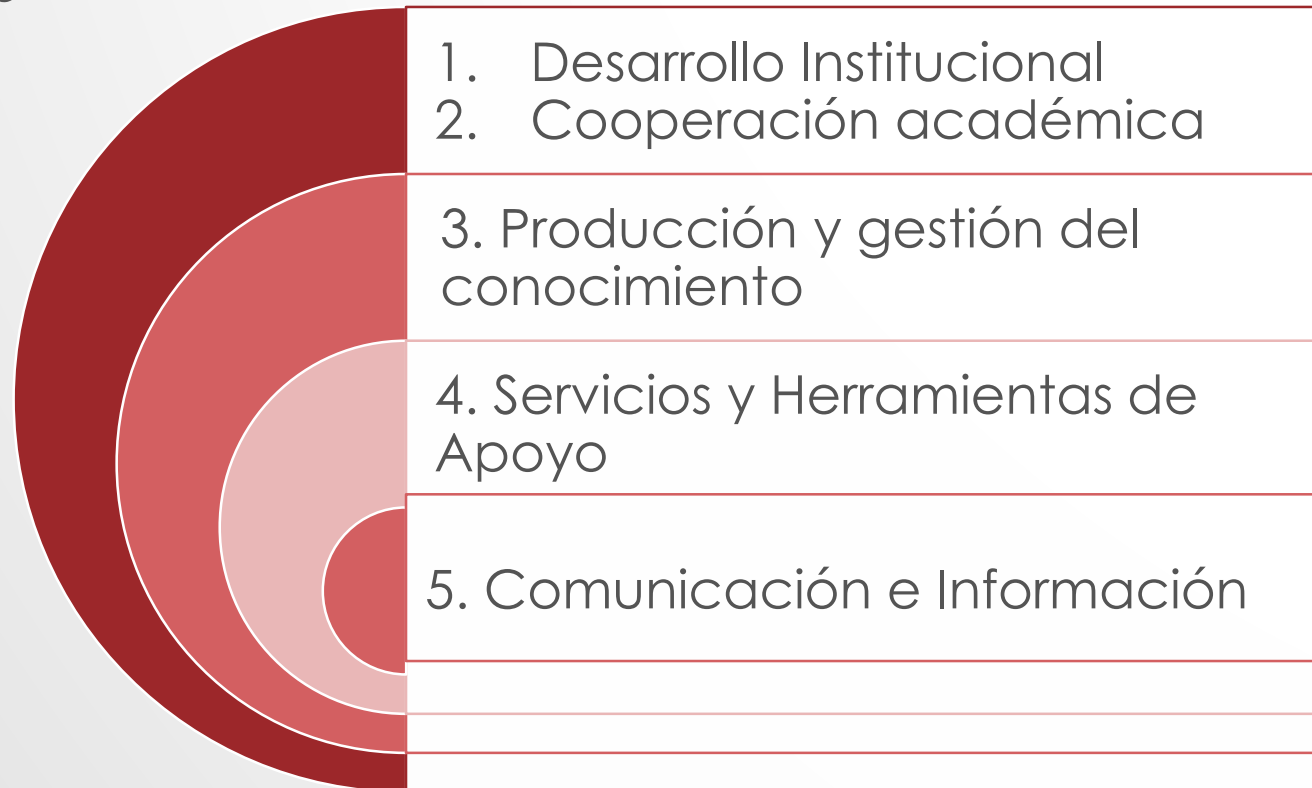 1. Desarrollo Institucional
2. Cooperación académica
3. Producción y gestión del
conocimiento
4. Servicios y Herramientas de
Apoyo
5. Comunicación e Información